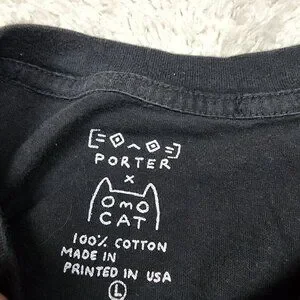 [=◇︿◇=]
PORTER
x
OMO
CAT
100% COTTON
MADE IN
PRINTED IN USA
L